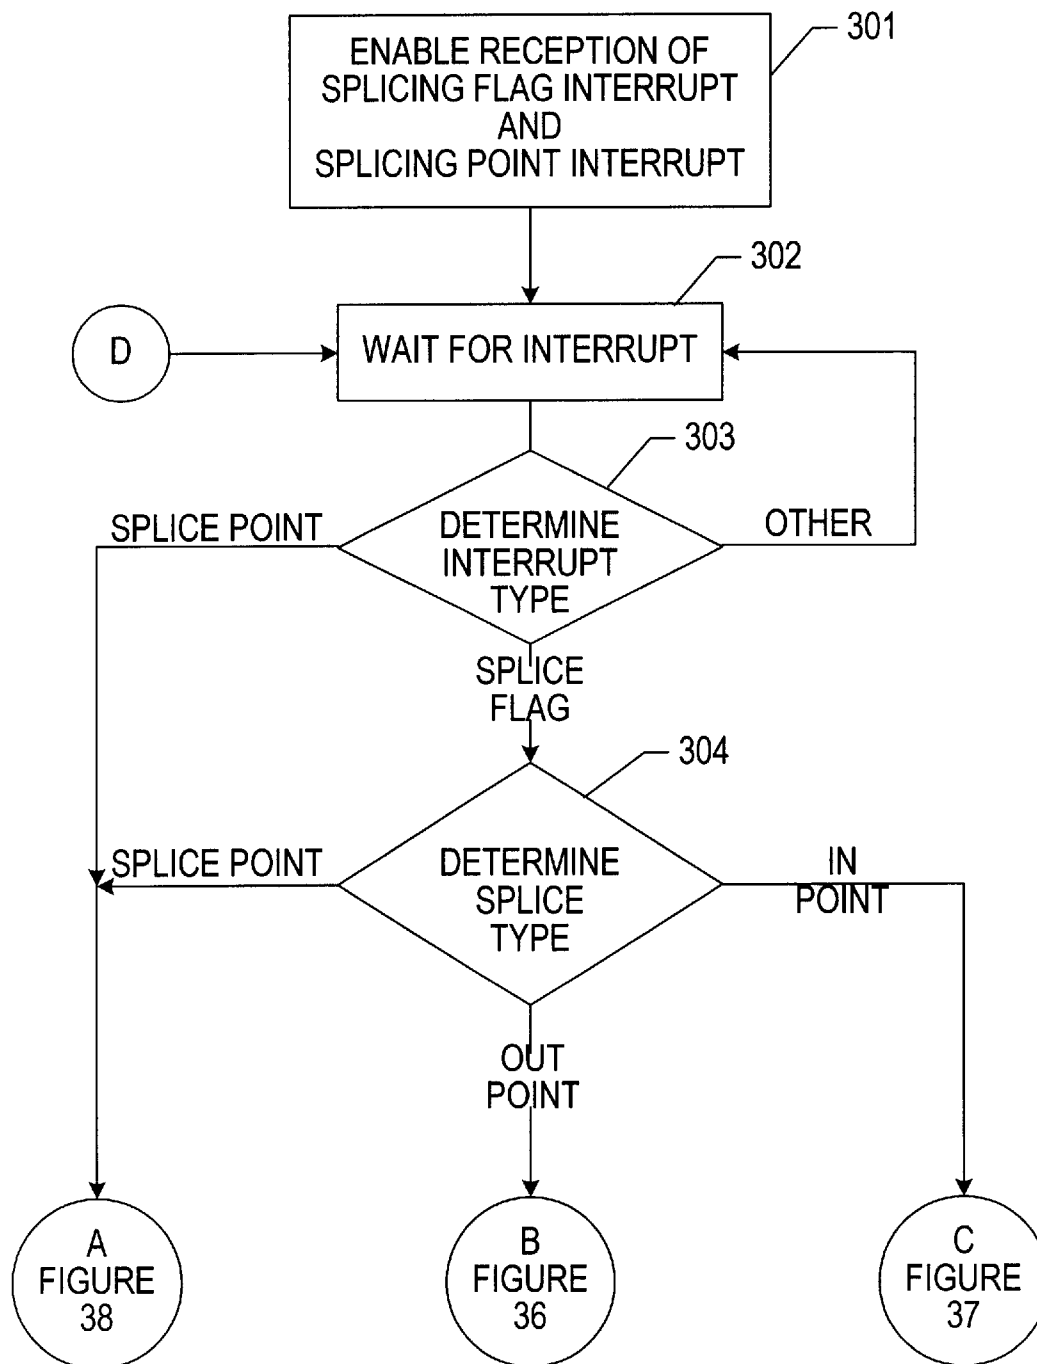 301
ENABLE RECEPTION OF
SPLICING FLAG INTERRUPT
AND
SPLICING POINT INTERRUPT
302
D
WAIT FOR INTERRUPT
303
SPLICE POINT
DETERMINE
INTERRUPT
TYPE
OTHER
SPLICE
FLAG
304
SPLICE POINT
DETERMINE
SPLICE
TYPE
IN
POINT
OUT
POINT
A
FIGURE
38
B
FIGURE
36
C
FIGURE
37